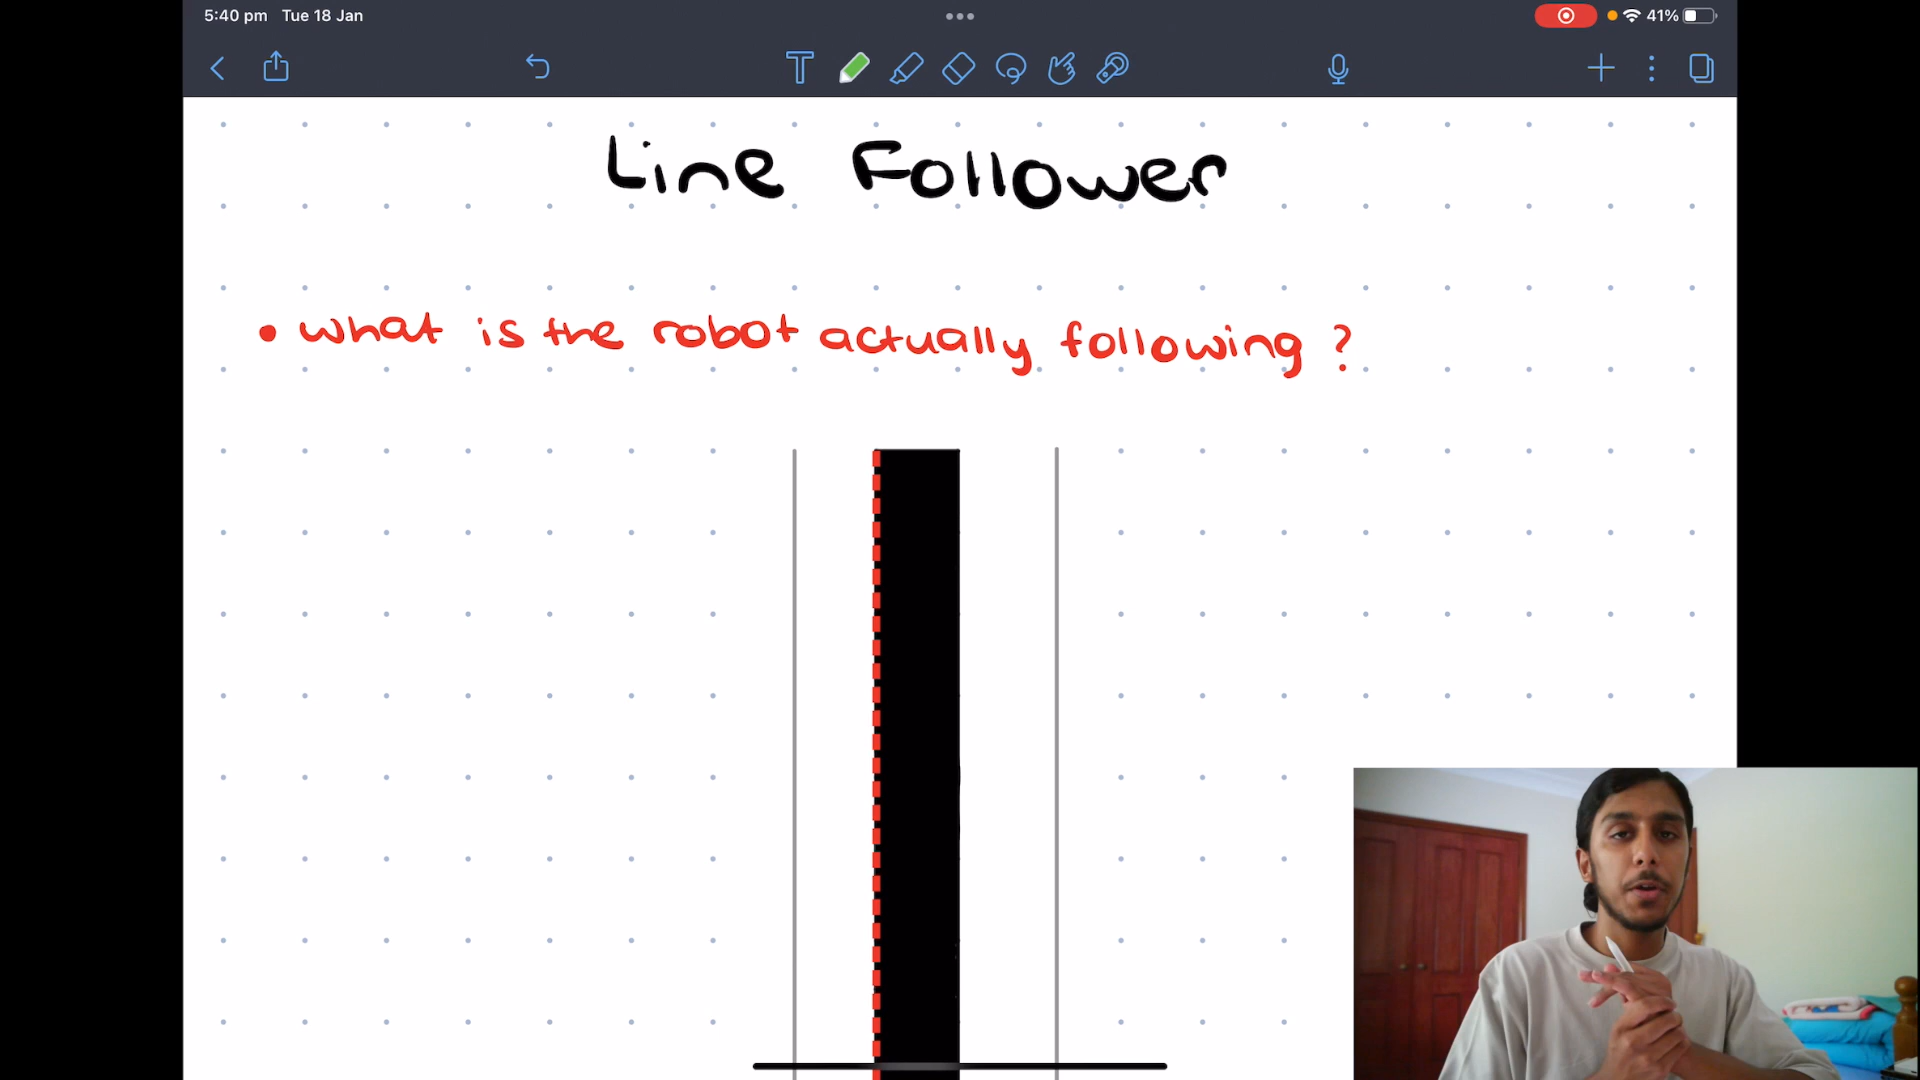 5:40 pm Tue 18 Jan
41%
T
Line Follower
• what is the robot actually following?